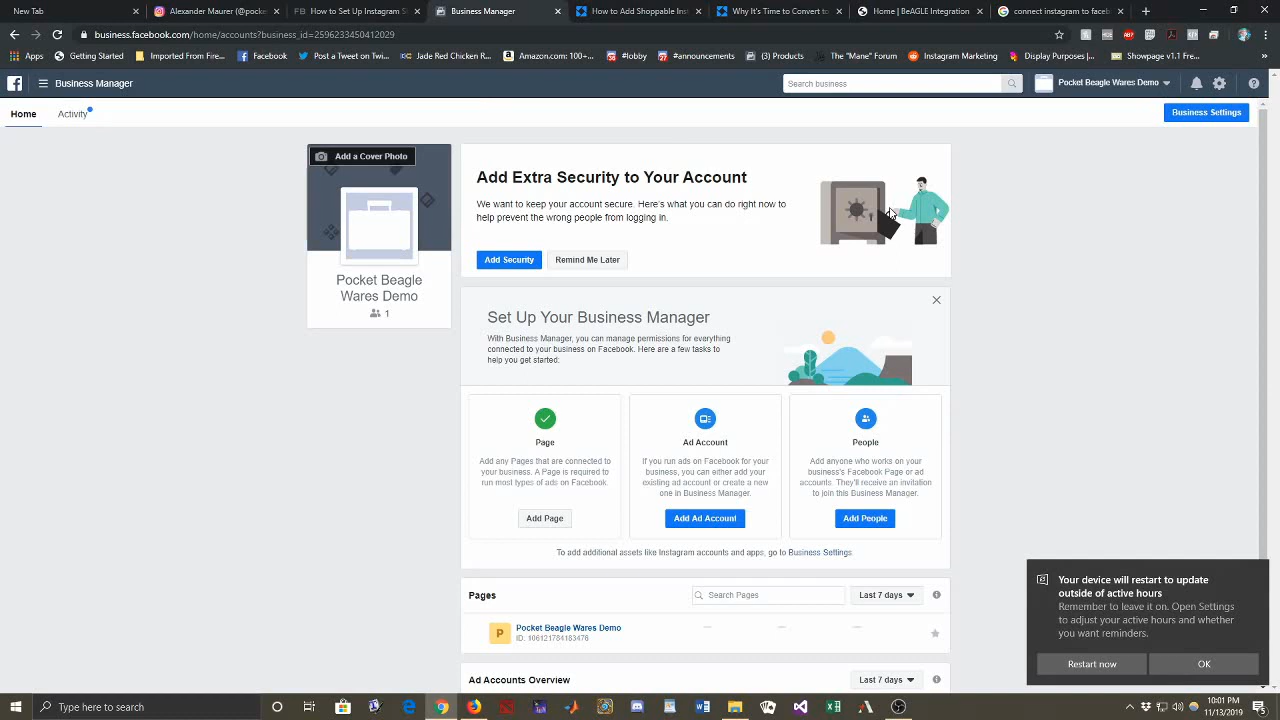 New Tab
Alexander Maurer (@pocke
How to Set Up Instagram S
Business Manager
How to Add Shoppable Inst
Why It's Time to Convert to
Home | BeAGLE Integration
connect instagram to faceb
business.facebook.com/home/accounts?business_id=2596233450412029
Apps
Getting Started
Imported From Fire
Facebook
Post a Tweet on Twi
Jade Red Chicken R
Amazon.com: 100+...
#lobby
#announcements
(3) Products
The "Mane" Forum
Instagram Marketing
Display Purposes |
Showpage v1.1 Fre...
Business Manager
Search business
Pocket Beagle Wares Demo
Home
Activity
Business Settings
Add a Cover Photo
Pocket Beagle
Wares Demo
1
Add Extra Security to Your Account
We want to keep your account secure. Here's what you can do right now to
help prevent the wrong people from logging in.
Add Security
Remind Me Later
Set Up Your Business Manager
With Business Manager, you can manage permissions for everything
connected to your business on Facebook. Here are a few tasks to
help you get started:
Page
Add any Pages that are connected to
your business. A Page is required to
run most types of ads on Facebook.
Add Page
Ad Account
If you run ads on Facebook for your
business, you can either add your
existing ad account or create a new
one in Business Manager.
Add Ad Account
People
Add anyone who works on your
business's Facebook Page or ad
accounts. They'll receive an invitation
to join this Business Manager.
Add People
To add additional assets like Instagram accounts and apps, go to Business Settings.
Pages
Search Pages
Last 7 days
P
Pocket Beagle Wares Demo
ID: 106121784183476
Ad Accounts Overview
Last 7 days
Your device will restart to update
outside of active hours
Remember to leave it on. Open Settings
to adjust your active hours and whether
you want reminders.
Restart now
OK
Type here to search
10:01 PM
11/13/2019